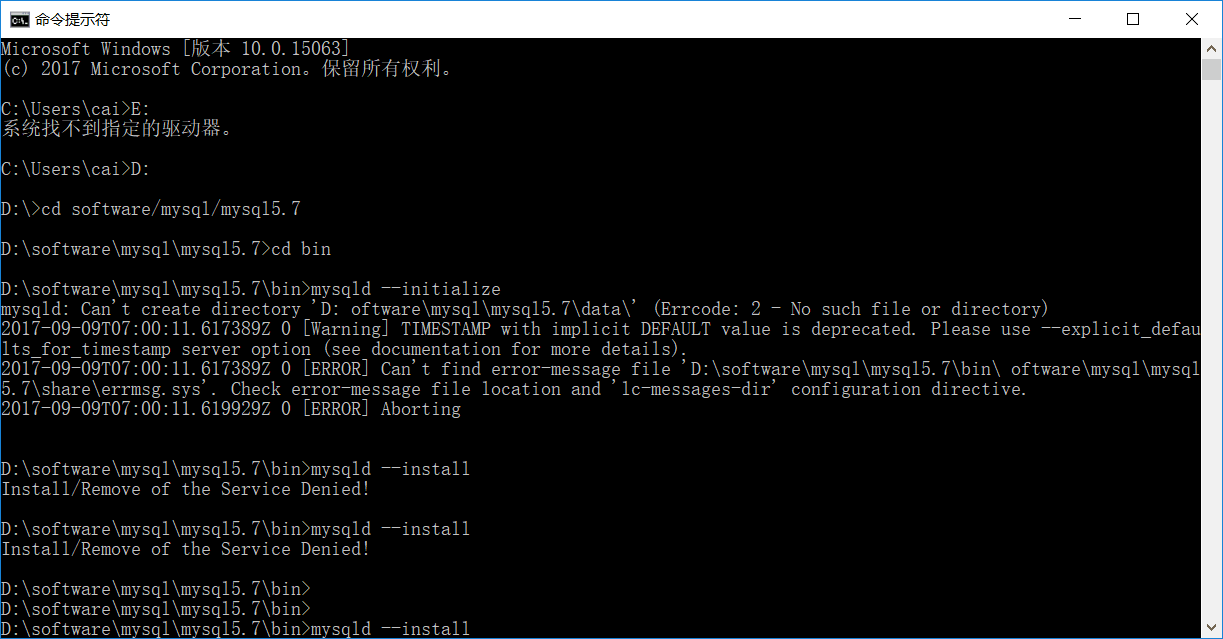 命令提示符
Microsoft Windows [版本 10.0.15063]
(c) 2017 Microsoft Corporation。保留所有权利。
C:\Users\cai>E:
系统找不到指定的驱动器。
C:\Users\cai>D:
D:\>cd software/mysql/mysql5.7
D:\software\mysql\mysql5.7>cd bin
D:\software\mysql\mysql5.7\bin>mysqld --initialize
mysqld: Can't create directory 'D: oftware\mysql\mysql5.7\data\' (Errcode: 2 - No such file or directory)
2017-09-09T07:00:11.617389Z 0 [Warning] TIMESTAMP with implicit DEFAULT value is deprecated. Please use --explicit_defau
lts_for_timestamp server option (see documentation for more details).
2017-09-09T07:00:11.617389Z 0 [ERROR] Can't find error-message file 'D:\software\mysql\mysql5.7\bin\ oftware\mysql\mysql
5.7\share\errmsg.sys'. Check error-message file location and 'lc-messages-dir' configuration directive.
2017-09-09T07:00:11.619929Z 0 [ERROR] Aborting
D:\software\mysql\mysql5.7\bin>mysqld --install
Install/Remove of the Service Denied!
D:\software\mysql\mysql5.7\bin>mysqld --install
Install/Remove of the Service Denied!
D:\software\mysql\mysql5.7\bin>
D:\software\mysql\mysql5.7\bin>
D:\software\mysql\mysql5.7\bin>mysqld --install